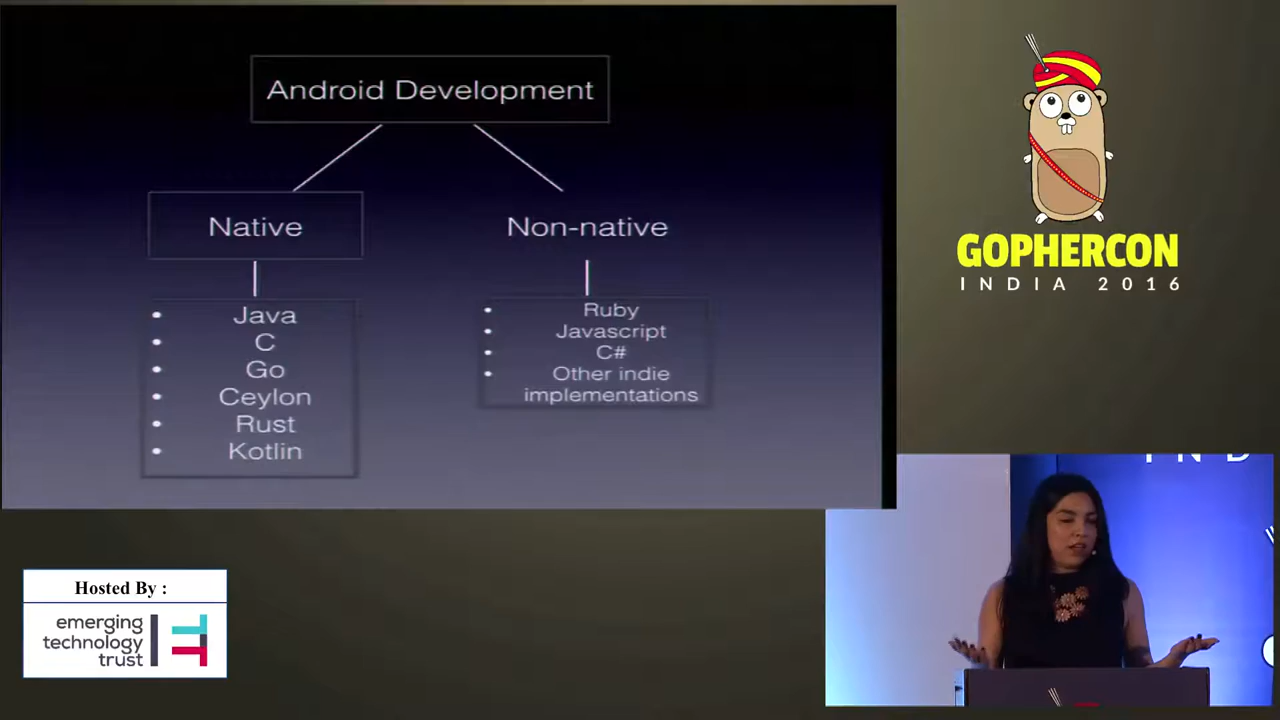 Android Development
Native
Non-native
• Java
• C
• Go
• Ceylon
• Rust
• Kotlin
• Ruby
• Javascript
• C#
• Other indie
implementations
GOPHERCON
INDIA 2016
Hosted By :
emerging
technology
trust
I N D